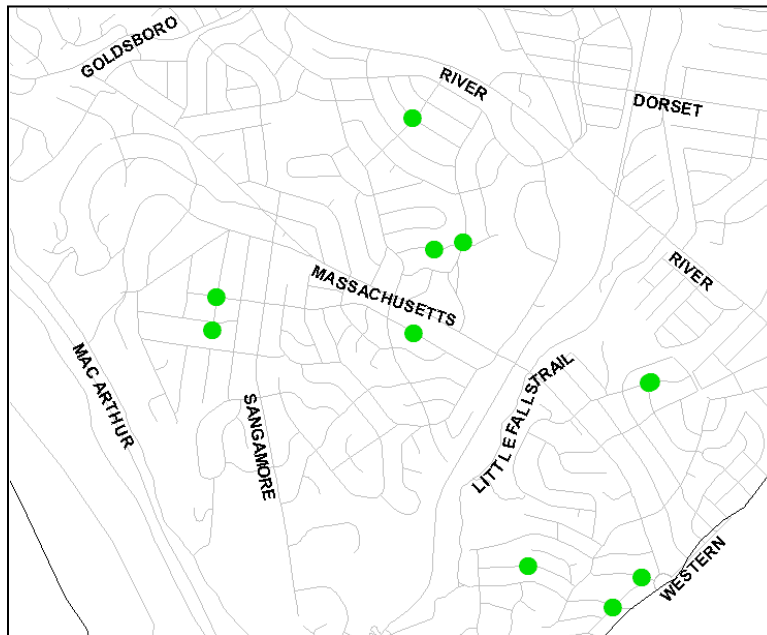 GOLDSBORO
RIVER
DORSET
RIVER
MASSACHUSETTS
MAC ARTHUR
SANGAMORE
LITTLE FALLS TRAIL
WESTERN